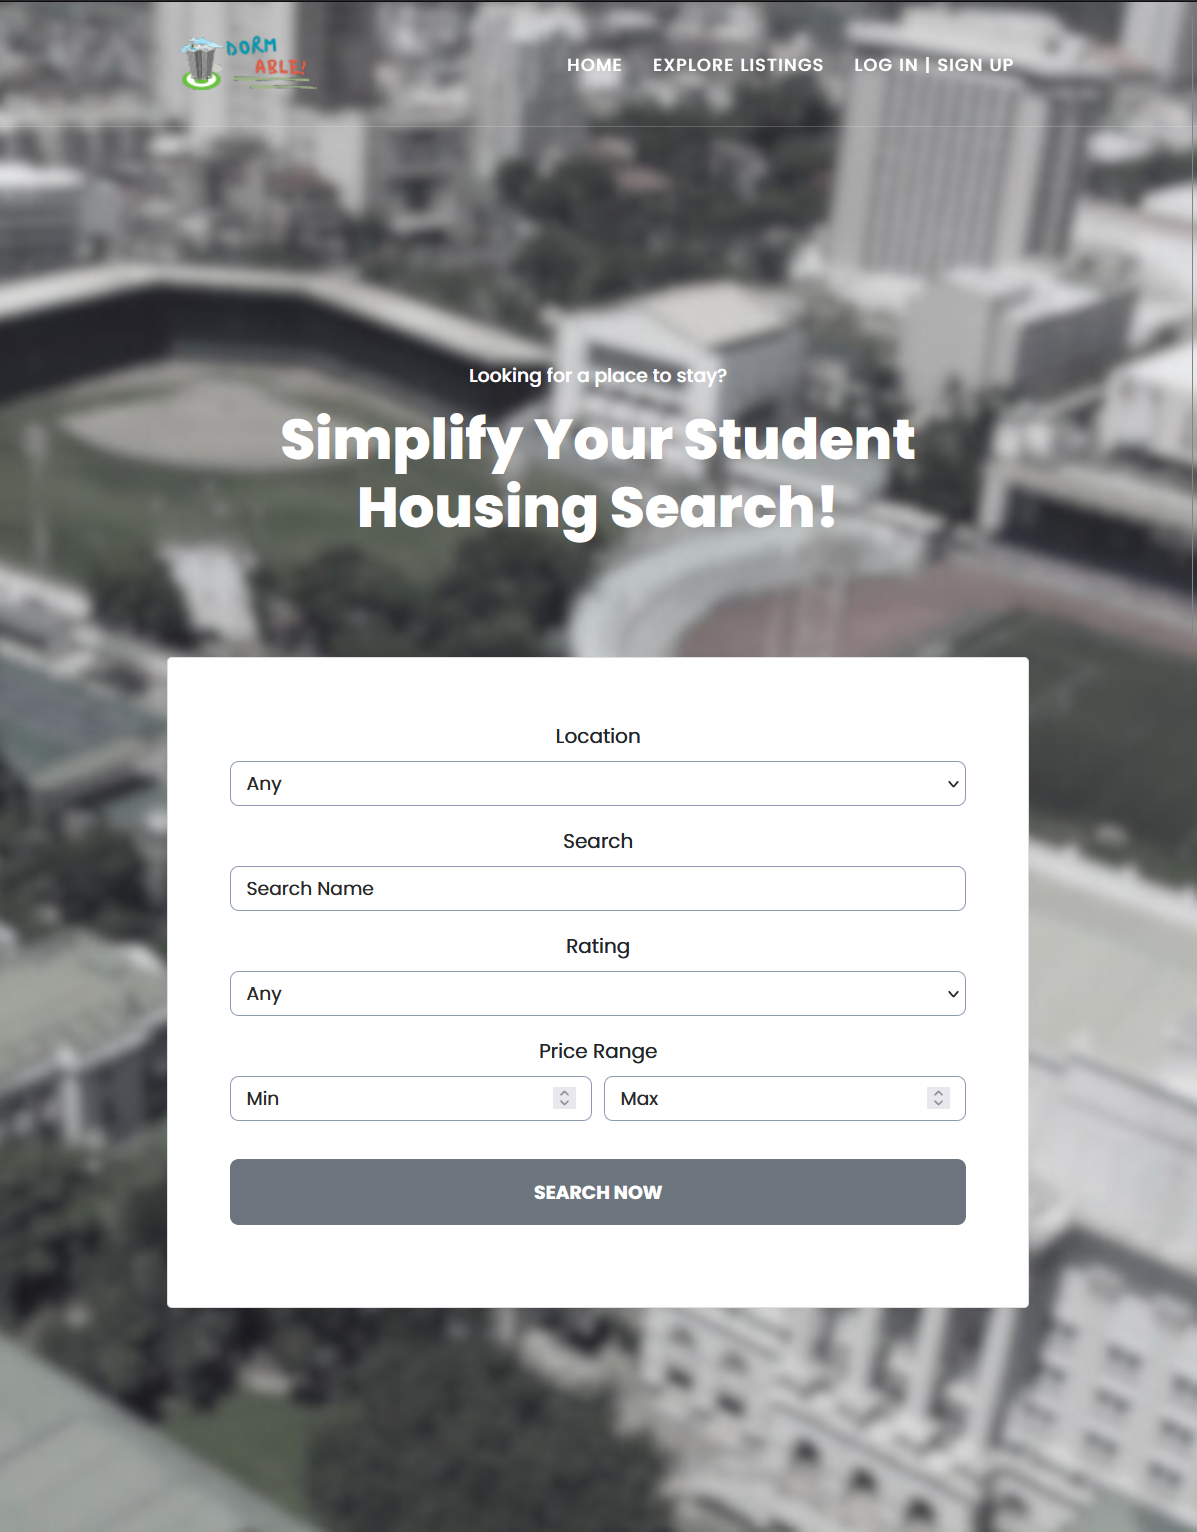 DORM
ABLE!
HOME
EXPLORE LISTINGS
LOG IN | SIGN UP
Looking for a place to stay?
Simplify Your Student
Housing Search!
Location
Any
Search
Search Name
Rating
Any
Price Range
Min
Max
SEARCH NOW